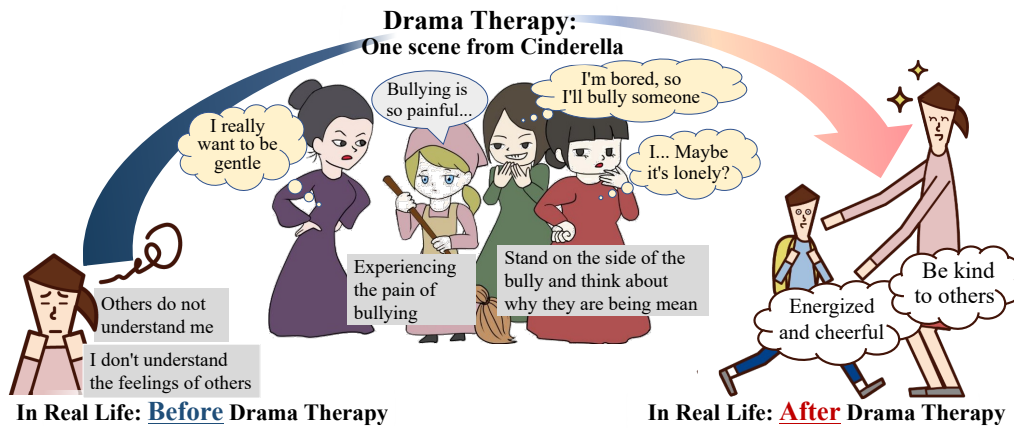 Drama Therapy:
One scene from Cinderella
I really
want to be
gentle
Bullying is
so painful...
I'm bored, so
I'll bully someone
I... Maybe
it's lonely?
Experiencing
the pain of
bullying
Stand on the side of the
bully and think about
why they are being mean
Others do not
understand me
I don't understand
the feelings of others
Be kind
to others
Energized
and cheerful
In Real Life: Before Drama Therapy
In Real Life: After Drama Therapy